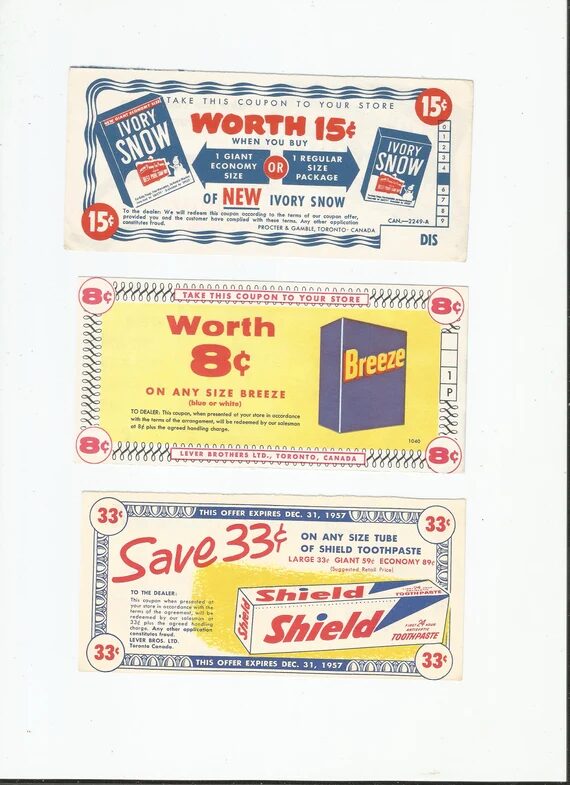 TAKE THIS COUPON TO YOUR STORE
15¢
WORTH 15¢
WHEN YOU BUY
NEW GIANT ECONOMY SIZE
IVORY
SNOW
1 GIANT
ECONOMY
SIZE
OR
1 REGULAR
SIZE
PACKAGE
IVORY
SNOW
OF NEW IVORY SNOW
15¢
To the dealer: We will redeem this coupon according to the terms of our coupon offer,
provided you and the customer have complied with these terms. Any other application
constitutes fraud.
PROCTER & GAMBLE, TORONTO - CANADA
CAN.—2249-A
0
1
2
3
4
6
7
8
9
DIS
8¢
TAKE THIS COUPON TO YOUR STORE
8¢
Worth
8¢
ON ANY SIZE BREEZE
(blue or white)
TO DEALER: This coupon, when presented at your store in accordance
with the terms of the arrangement, will be redeemed by our salesman
at 8¢ plus the agreed handling charge.
Breeze
1040
1
P
8¢
LEVER BROTHERS LTD., TORONTO, CANADA
8¢
33¢
THIS OFFER EXPIRES DEC. 31, 1957
33¢
Save 33¢
ON ANY SIZE TUBE
OF SHIELD TOOTHPASTE
LARGE 33¢ GIANT 59¢ ECONOMY 89¢
(Suggested Retail Price)
TO THE DEALER:
This coupon when presented at
your store in accordance with the
terms of the agreement, will be
redeemed by our salesman at
33¢ plus the agreed handling
charge. Any other application
constitutes fraud.
LEVER BROS. LTD.
Toronto Canada.
Shield
TOOTHPASTE
Shield
Shield
FIRST 24 HOUR
ANTISEPTIC
TOOTHPASTE
33¢
THIS OFFER EXPIRES DEC. 31, 1957
33¢